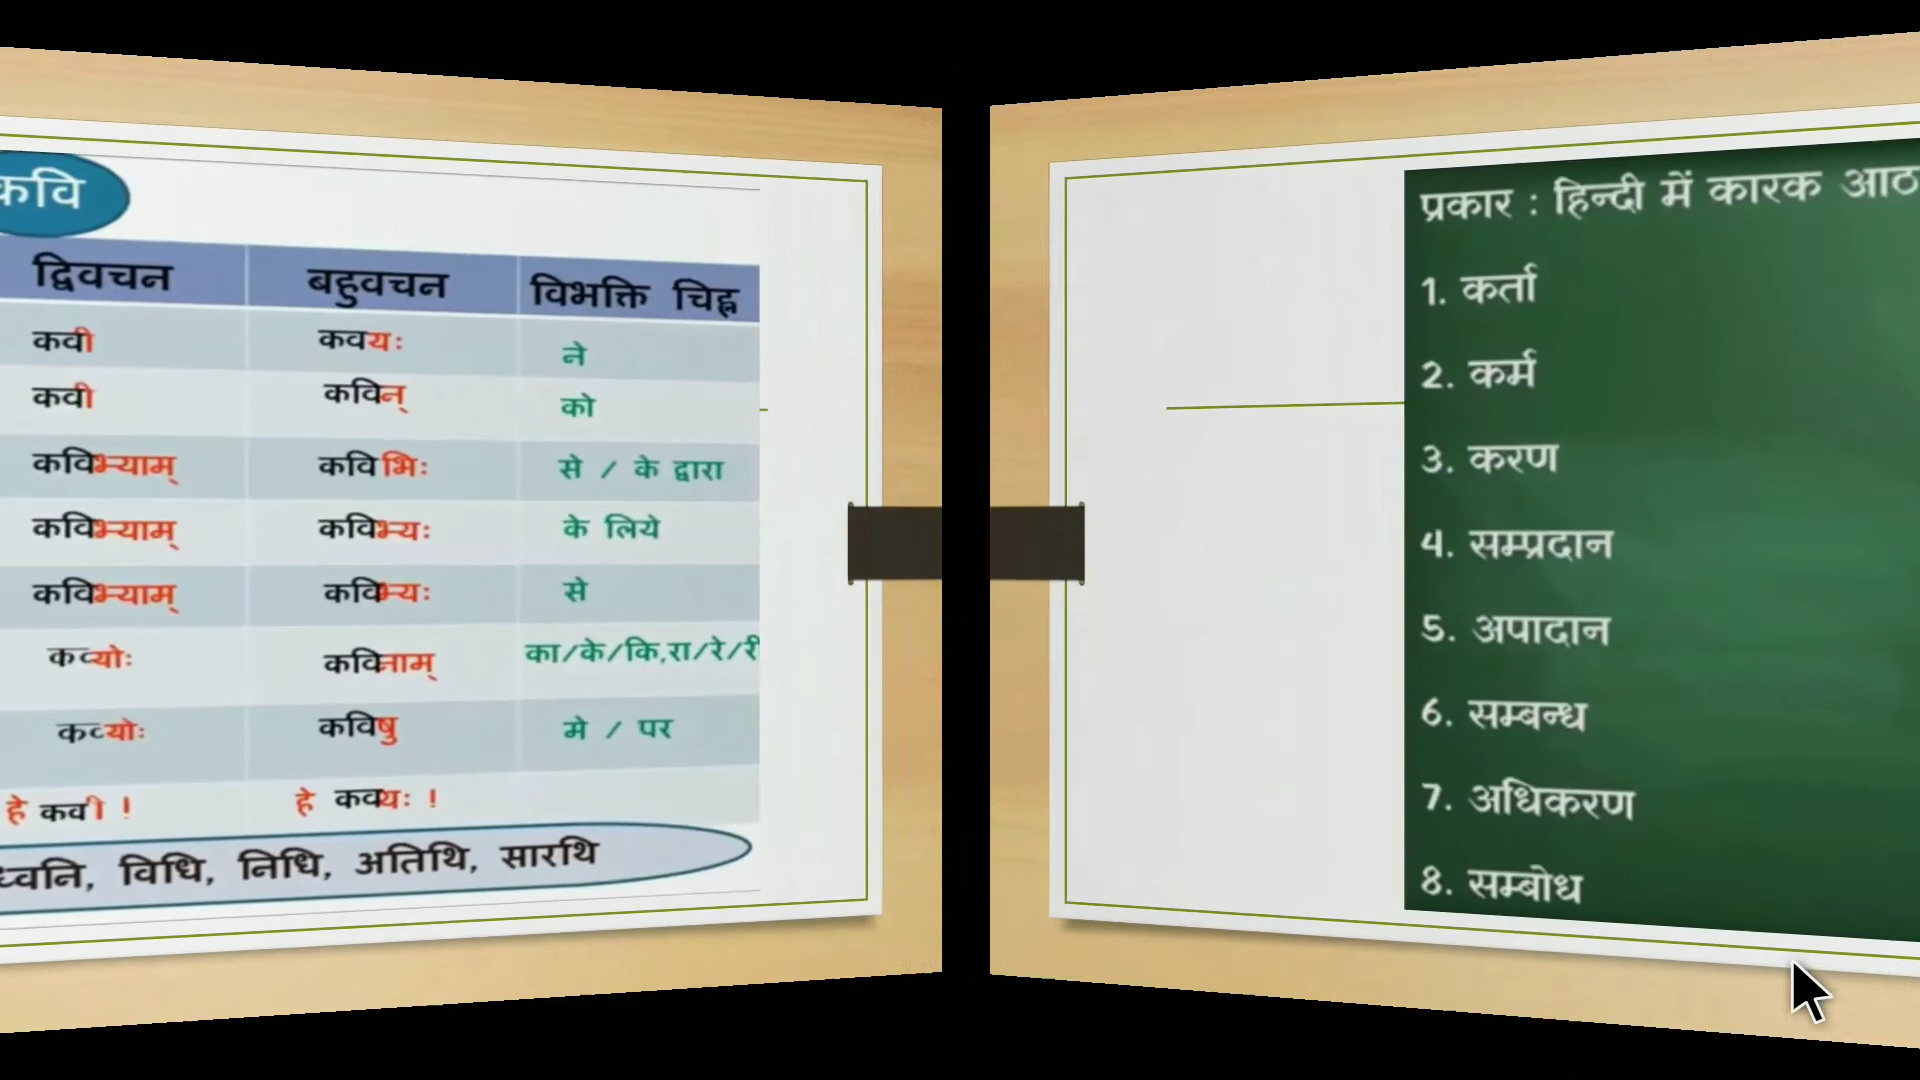 कवि
द्विवचन बहुवचन विभक्ति चिह्न
कवी कवयः ने
कवी कविन् को
कविभ्याम् कविभिः से / के द्वारा
कविभ्याम् कविभ्यः के लिये
कविभ्याम् कविभ्यः से
कव्योः कविनाम् का/के/कि,रा/रे/री
कव्योः कविषु मे / पर
हे कवी ! हे कवयः !
ध्वनि, विधि, निधि, अतिथि, सारथि
प्रकार : हिन्दी में कारक आठ
1. कर्ता
2. कर्म
3. करण
4. सम्प्रदान
5. अपादान
6. सम्बन्ध
7. अधिकरण
8. सम्बोध